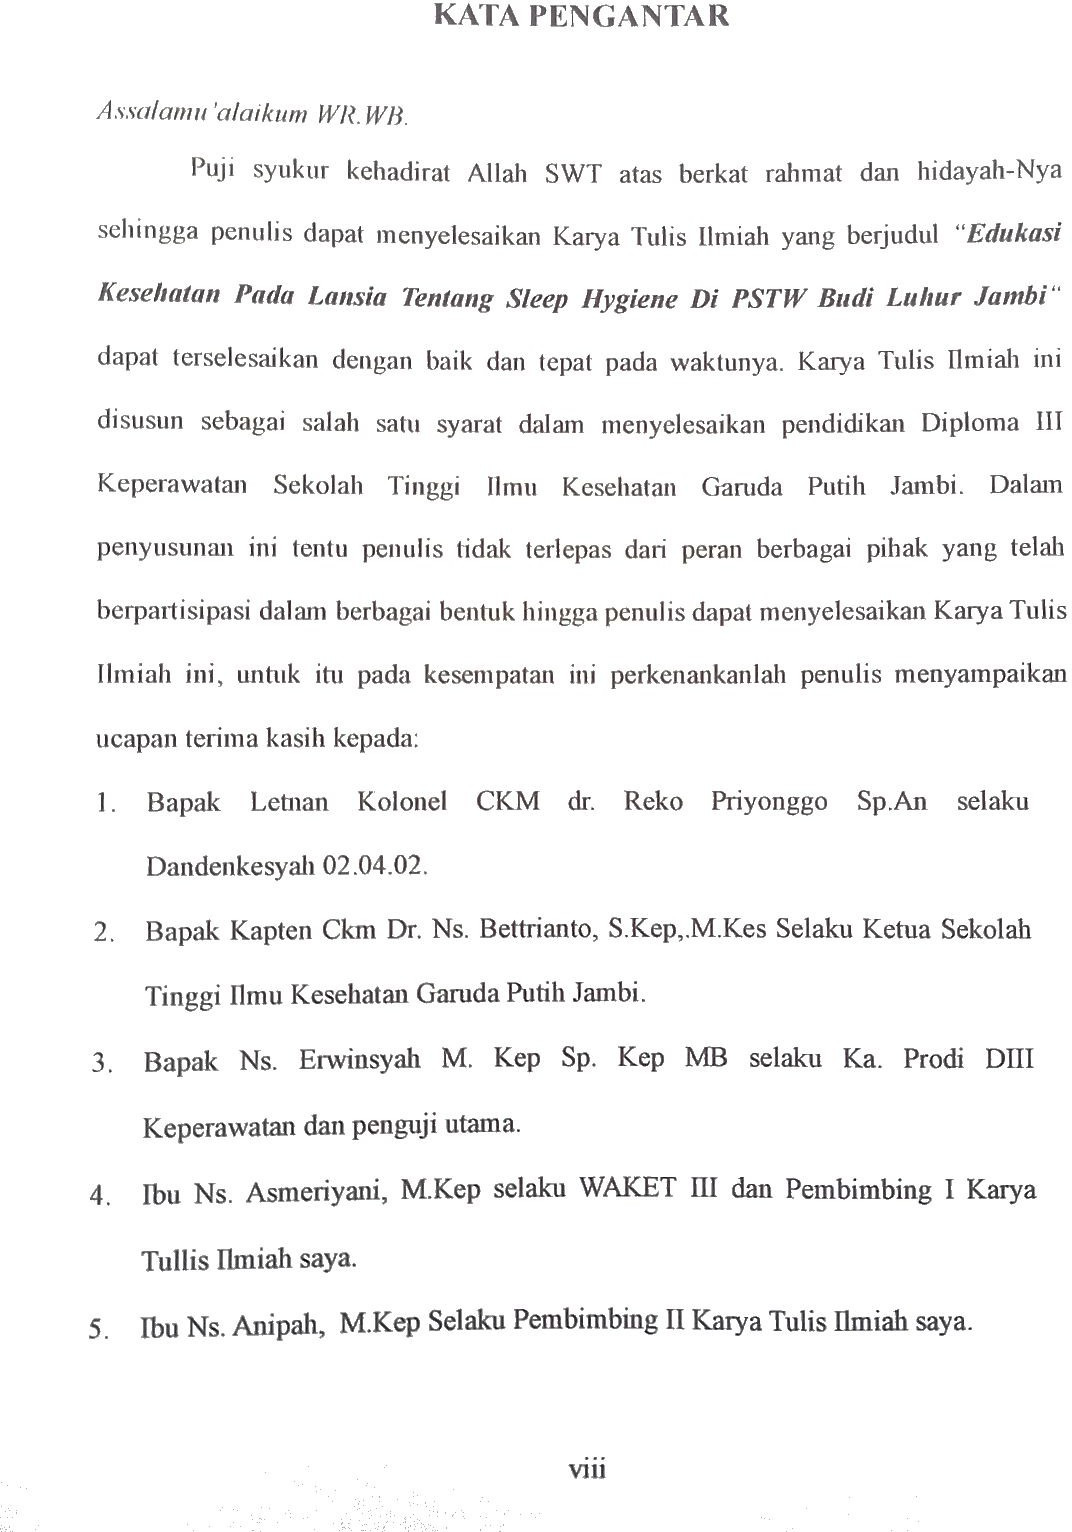 KATA PENGANTAR
Assalamu'alaikum WR.WB.
Puji syukur kehadirat Allah SWT atas berkat rahmat dan hidayah-Nya
sehingga penulis dapat menyelesaikan Karya Tulis Ilmiah yang berjudul “Edukasi
Kesehatan Pada Lansia Tentang Sleep Hygiene Di PSTW Budi Luhur Jambi“
dapat terselesaikan dengan baik dan tepat pada waktunya. Karya Tulis Ilmiah ini
disusun sebagai salah satu syarat dalam menyelesaikan pendidikan Diploma III
Keperawatan Sekolah Tinggi Ilmu Kesehatan Garuda Putih Jambi. Dalam
penyusunan ini tentu penulis tidak terlepas dari peran berbagai pihak yang telah
berpartisipasi dalam berbagai bentuk hingga penulis dapat menyelesaikan Karya Tulis
Ilmiah ini, untuk itu pada kesempatan ini perkenankanlah penulis menyampaikan
ucapan terima kasih kepada:
1. Bapak Letnan Kolonel CKM dr. Reko Priyonggo Sp.An selaku
Dandenkesyah 02.04.02.
2. Bapak Kapten Ckm Dr. Ns. Bettrianto, S.Kep,.M.Kes Selaku Ketua Sekolah
Tinggi Ilmu Kesehatan Garuda Putih Jambi.
3. Bapak Ns. Erwinsyah M. Kep Sp. Kep MB selaku Ka. Prodi DIII
Keperawatan dan penguji utama.
4. Ibu Ns. Asmeriyani, M.Kep selaku WAKET III dan Pembimbing I Karya
Tullis Ilmiah saya.
5. Ibu Ns. Anipah, M.Kep Selaku Pembimbing II Karya Tulis Ilmiah saya.
viii